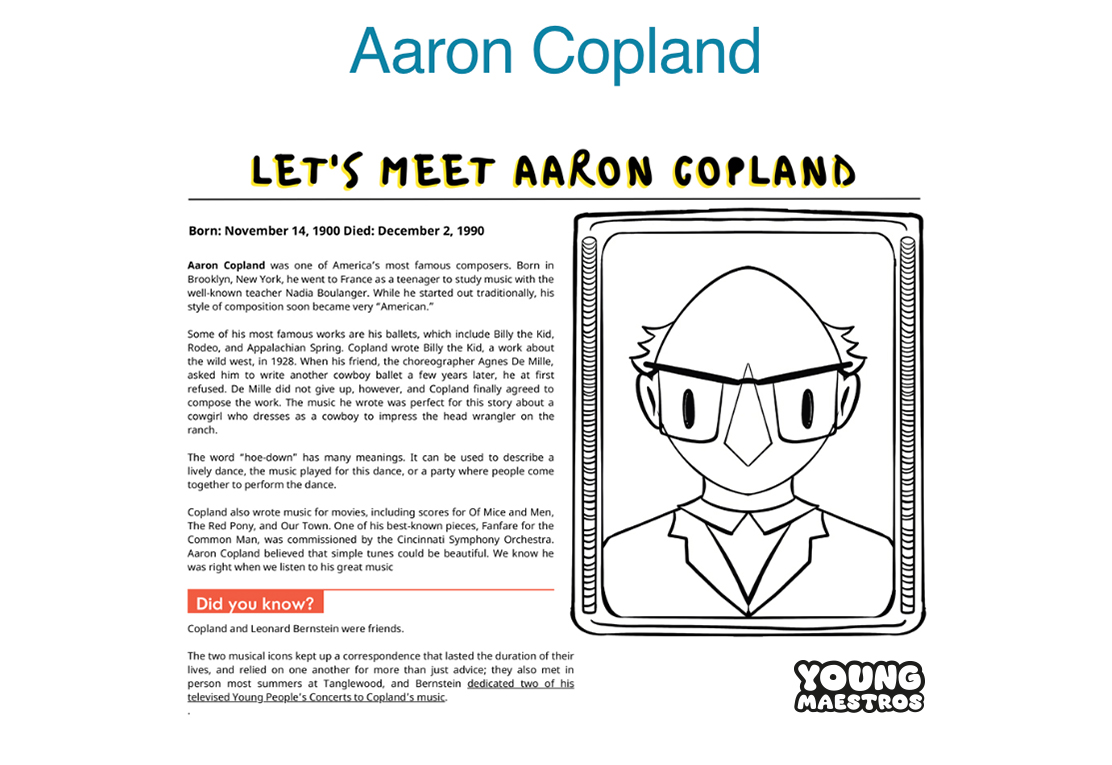 Aaron Copland
LET'S MEET AARON COPLAND
Born: November 14, 1900 Died: December 2, 1990
Aaron Copland was one of America's most famous composers. Born in
Brooklyn, New York, he went to France as a teenager to study music with the
well-known teacher Nadia Boulanger. While he started out traditionally, his
style of composition soon became very "American."
Some of his most famous works are his ballets, which include Billy the Kid,
Rodeo, and Appalachian Spring. Copland wrote Billy the Kid, a work about
the wild west, in 1928. When his friend, the choreographer Agnes De Mille,
asked him to write another cowboy ballet a few years later, he at first
refused. De Mille did not give up, however, and Copland finally agreed to
compose the work. The music he wrote was perfect for this story about a
cowgirl who dresses as a cowboy to impress the head wrangler on the
ranch.
The word "hoe-down" has many meanings. It can be used to describe a
lively dance, the music played for this dance, or a party where people come
together to perform the dance.
Copland also wrote music for movies, including scores for Of Mice and Men,
The Red Pony, and Our Town. One of his best-known pieces, Fanfare for the
Common Man, was commissioned by the Cincinnati Symphony Orchestra.
Aaron Copland believed that simple tunes could be beautiful. We know he
was right when we listen to his great music
Did you know?
Copland and Leonard Bernstein were friends.
The two musical icons kept up a correspondence that lasted the duration of their
lives, and relied on one another for more than just advice; they also met in
person most summers at Tanglewood, and Bernstein dedicated two of his
televised Young People's Concerts to Copland's music.
.
YOUNG
MAESTROS